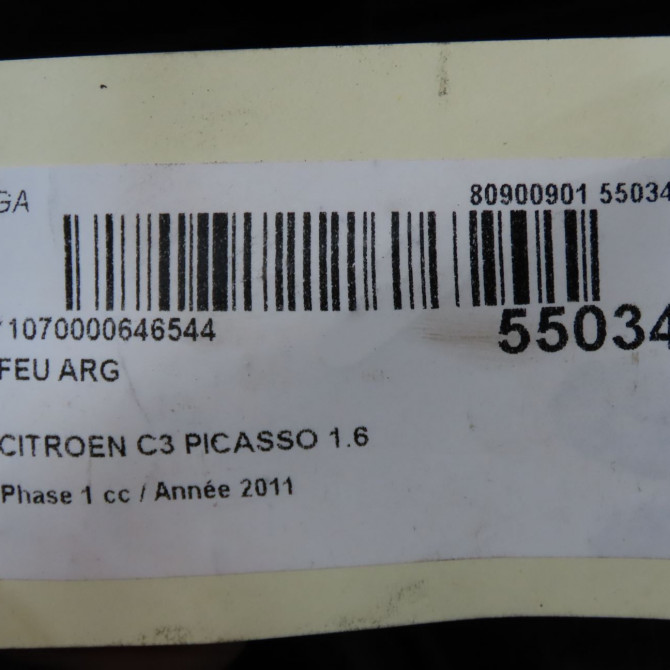 GA
80900901 55034
1070000646544
55034
FEU ARG
CITROEN C3 PICASSO 1.6
Phase 1 cc / Année 2011